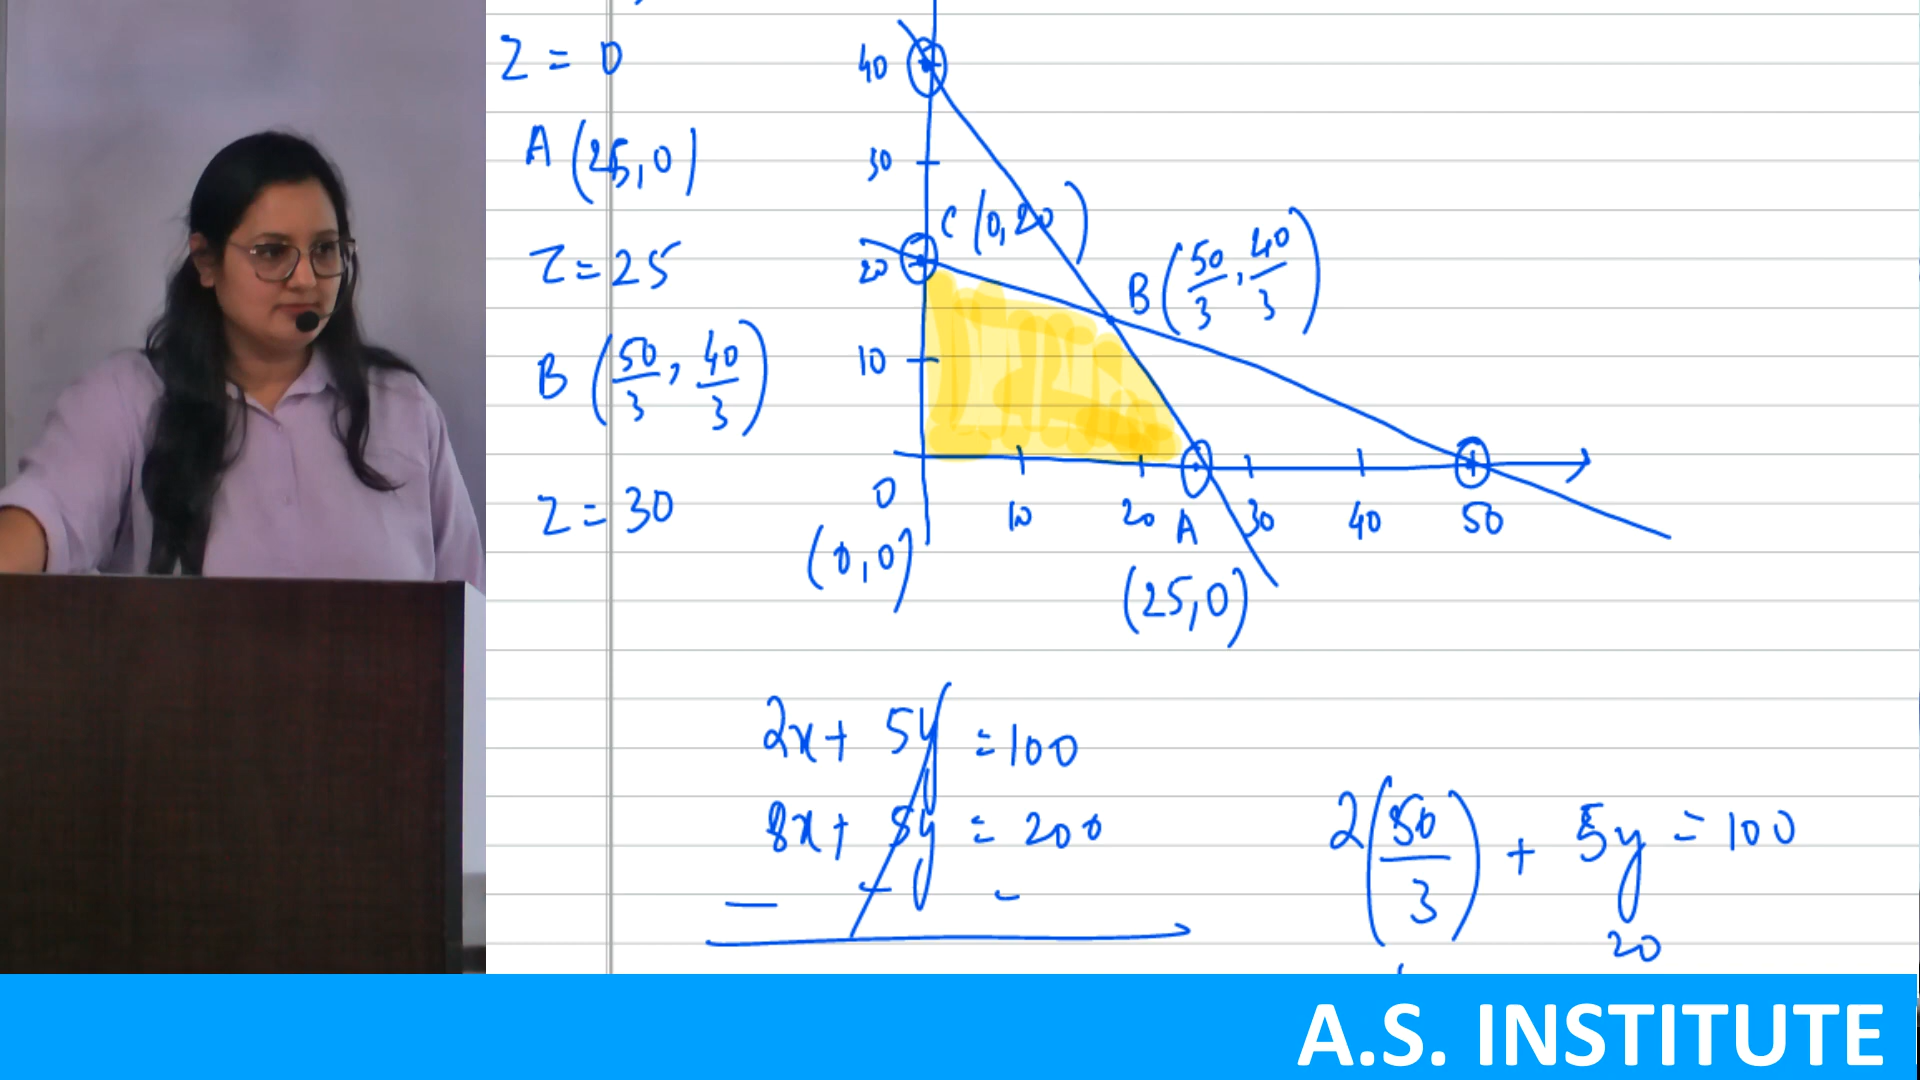 Z = 0
A (25,0)
Z = 25
B (50/3, 40/3)
Z = 30
40
30
C (0,20)
20
B (50/3, 40/3)
10
0
10
20
A
30
40
50
(0,0)
(25,0)
2x + 5y = 100
8x + 5y = 200
— — -
2(50/3) + 5y = 100
20
A.S. INSTITUTE